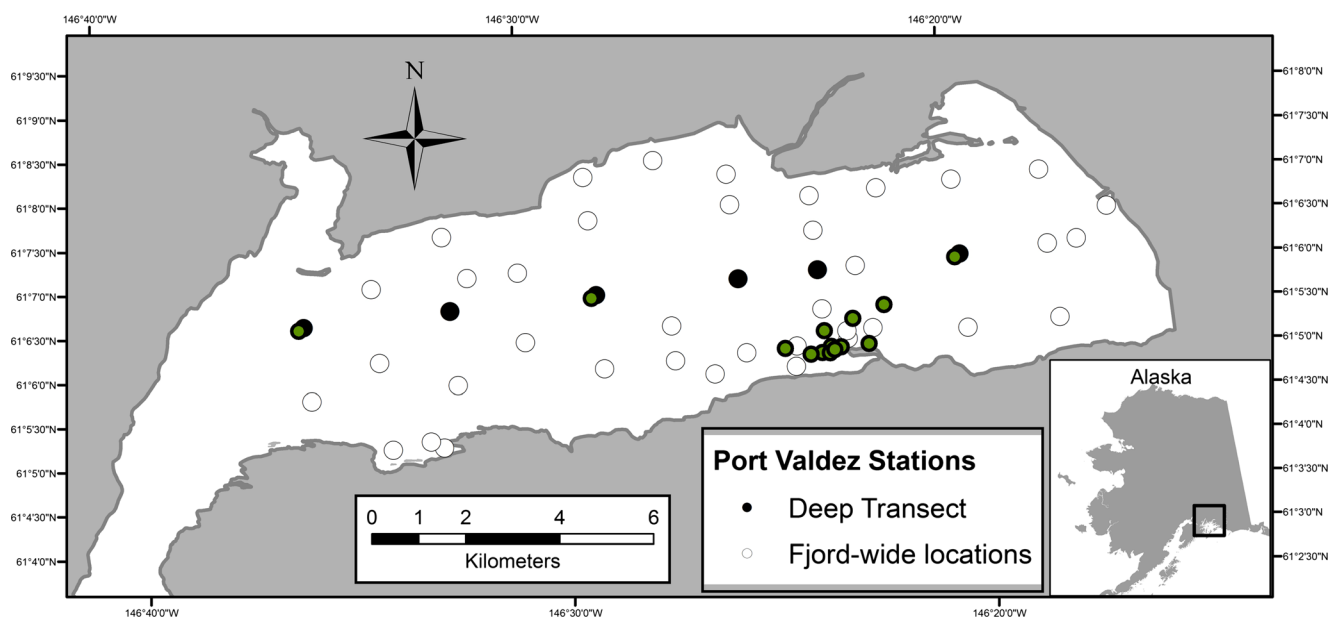 146°40'0"W 146°30'0"W 146°20'0"W
N
61°9'30"N
61°9'0"N
61°8'30"N
61°8'0"N
61°7'30"N
61°7'0"N
61°6'30"N
61°6'0"N
61°5'30"N
61°5'0"N
61°4'30"N
61°4'0"N
61°8'0"N
61°7'30"N
61°7'0"N
61°6'30"N
61°6'0"N
61°5'30"N
61°5'0"N
61°4'30"N
61°4'0"N
61°3'30"N
61°3'0"N
61°2'30"N
0 1 2 4 6
Kilometers
Port Valdez Stations
Deep Transect
Fjord-wide locations
Alaska
146°40'0"W 146°30'0"W 146°20'0"W